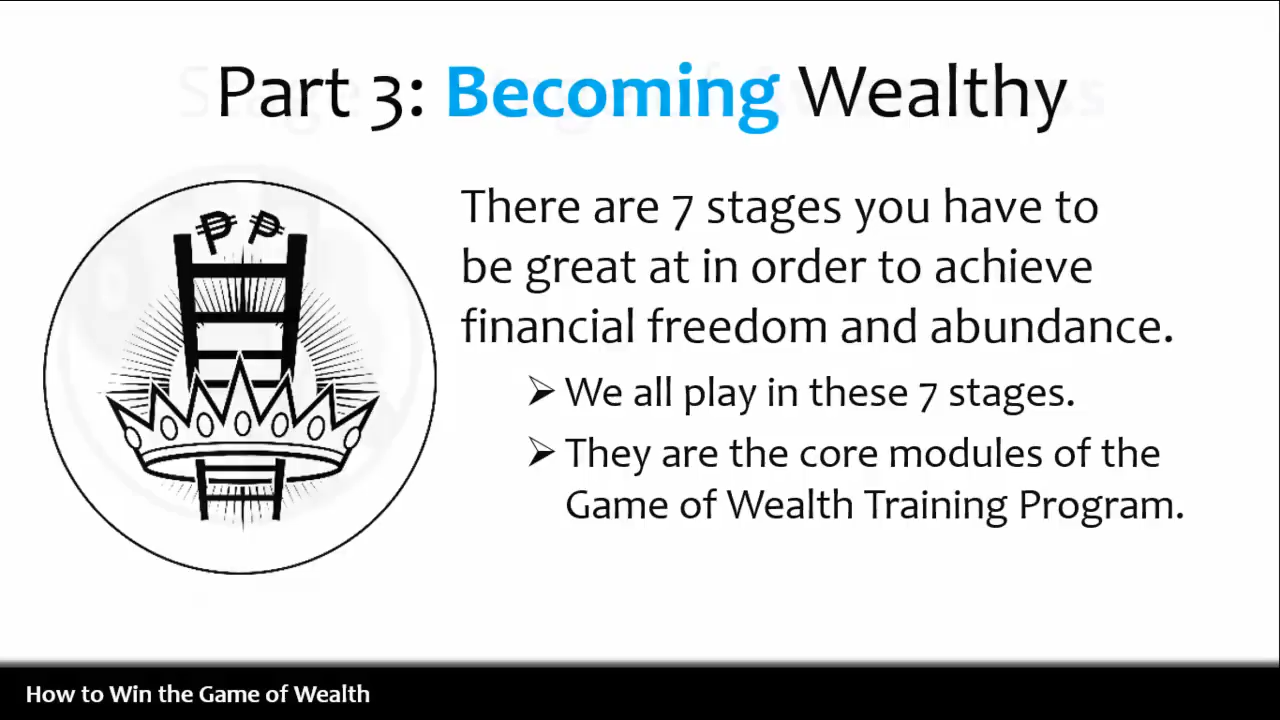 Part 3: Becoming Wealthy
₱ ₱
There are 7 stages you have to
be great at in order to achieve
financial freedom and abundance.
➢ We all play in these 7 stages.
➢ They are the core modules of the
Game of Wealth Training Program.
How to Win the Game of Wealth